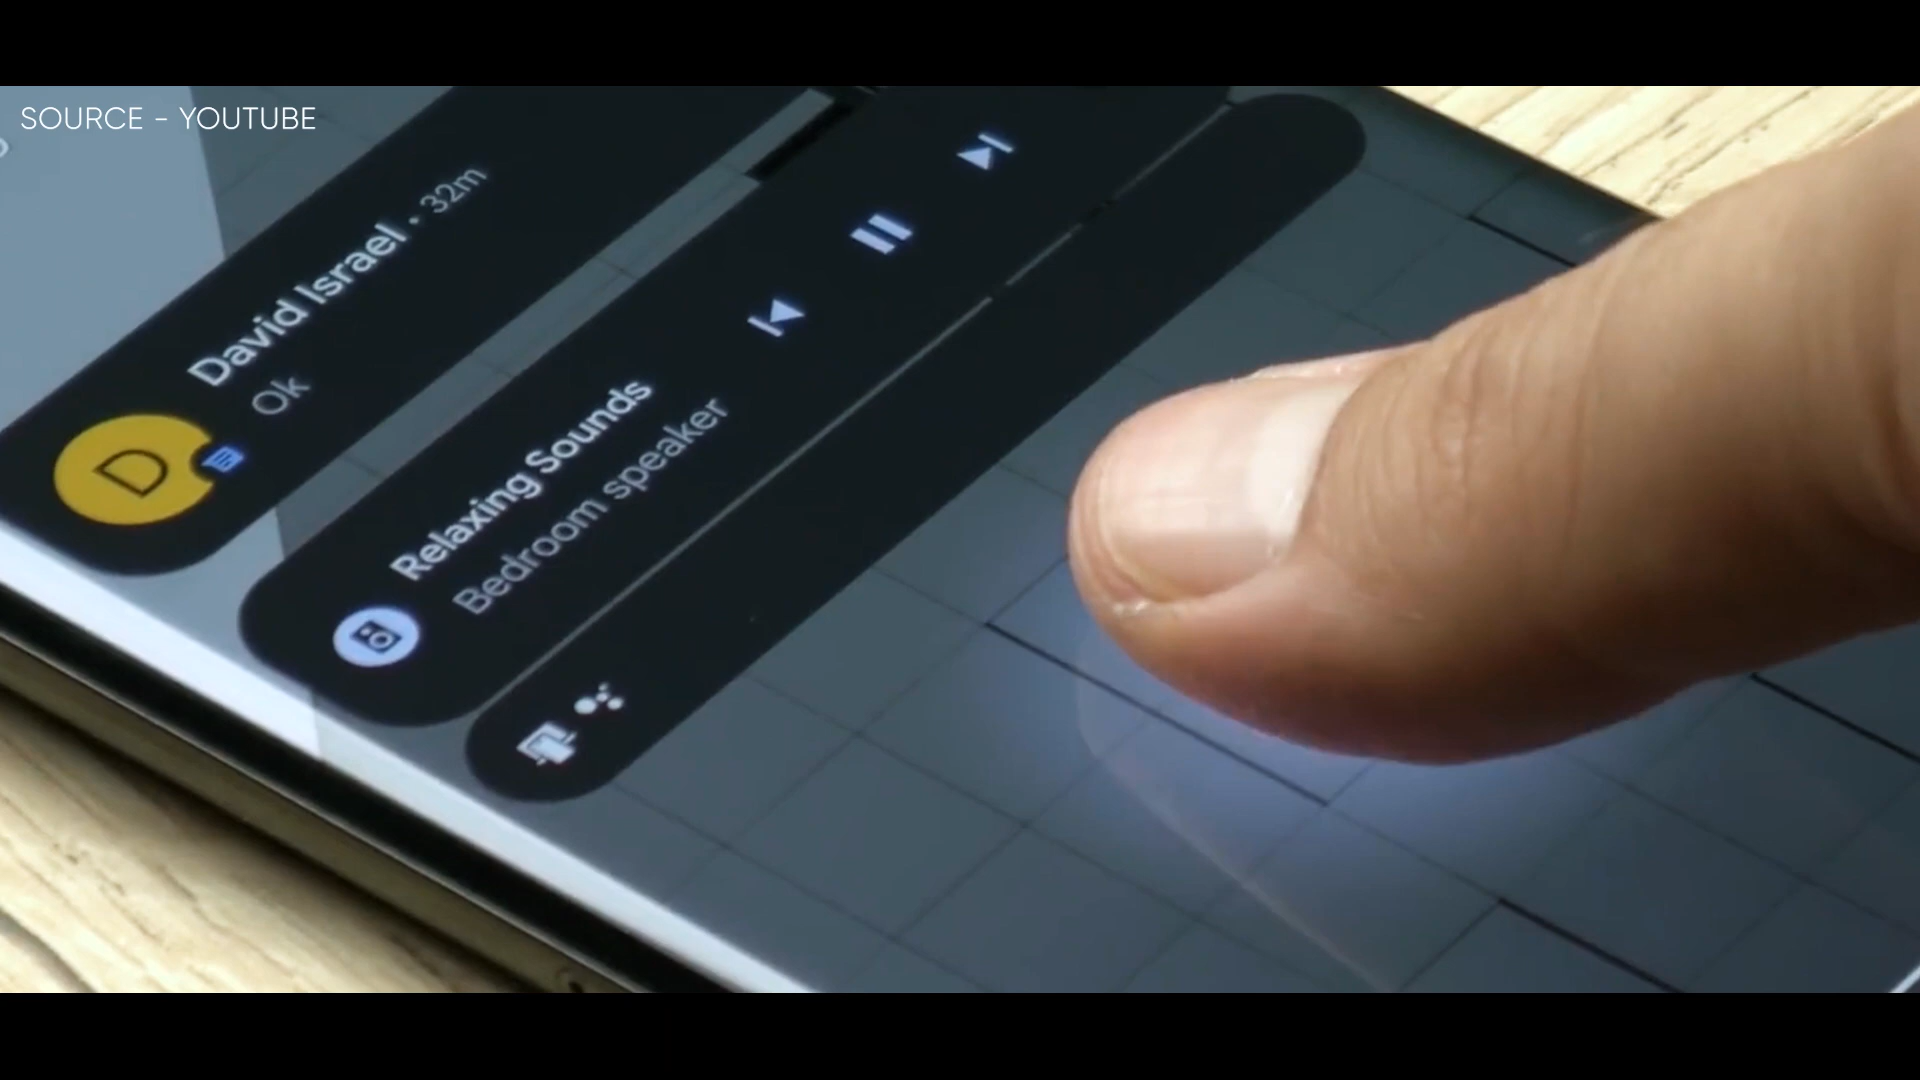 SOURCE - YOUTUBE
David Israel • 32m
Ok
D
Relaxing Sounds
Bedroom speaker